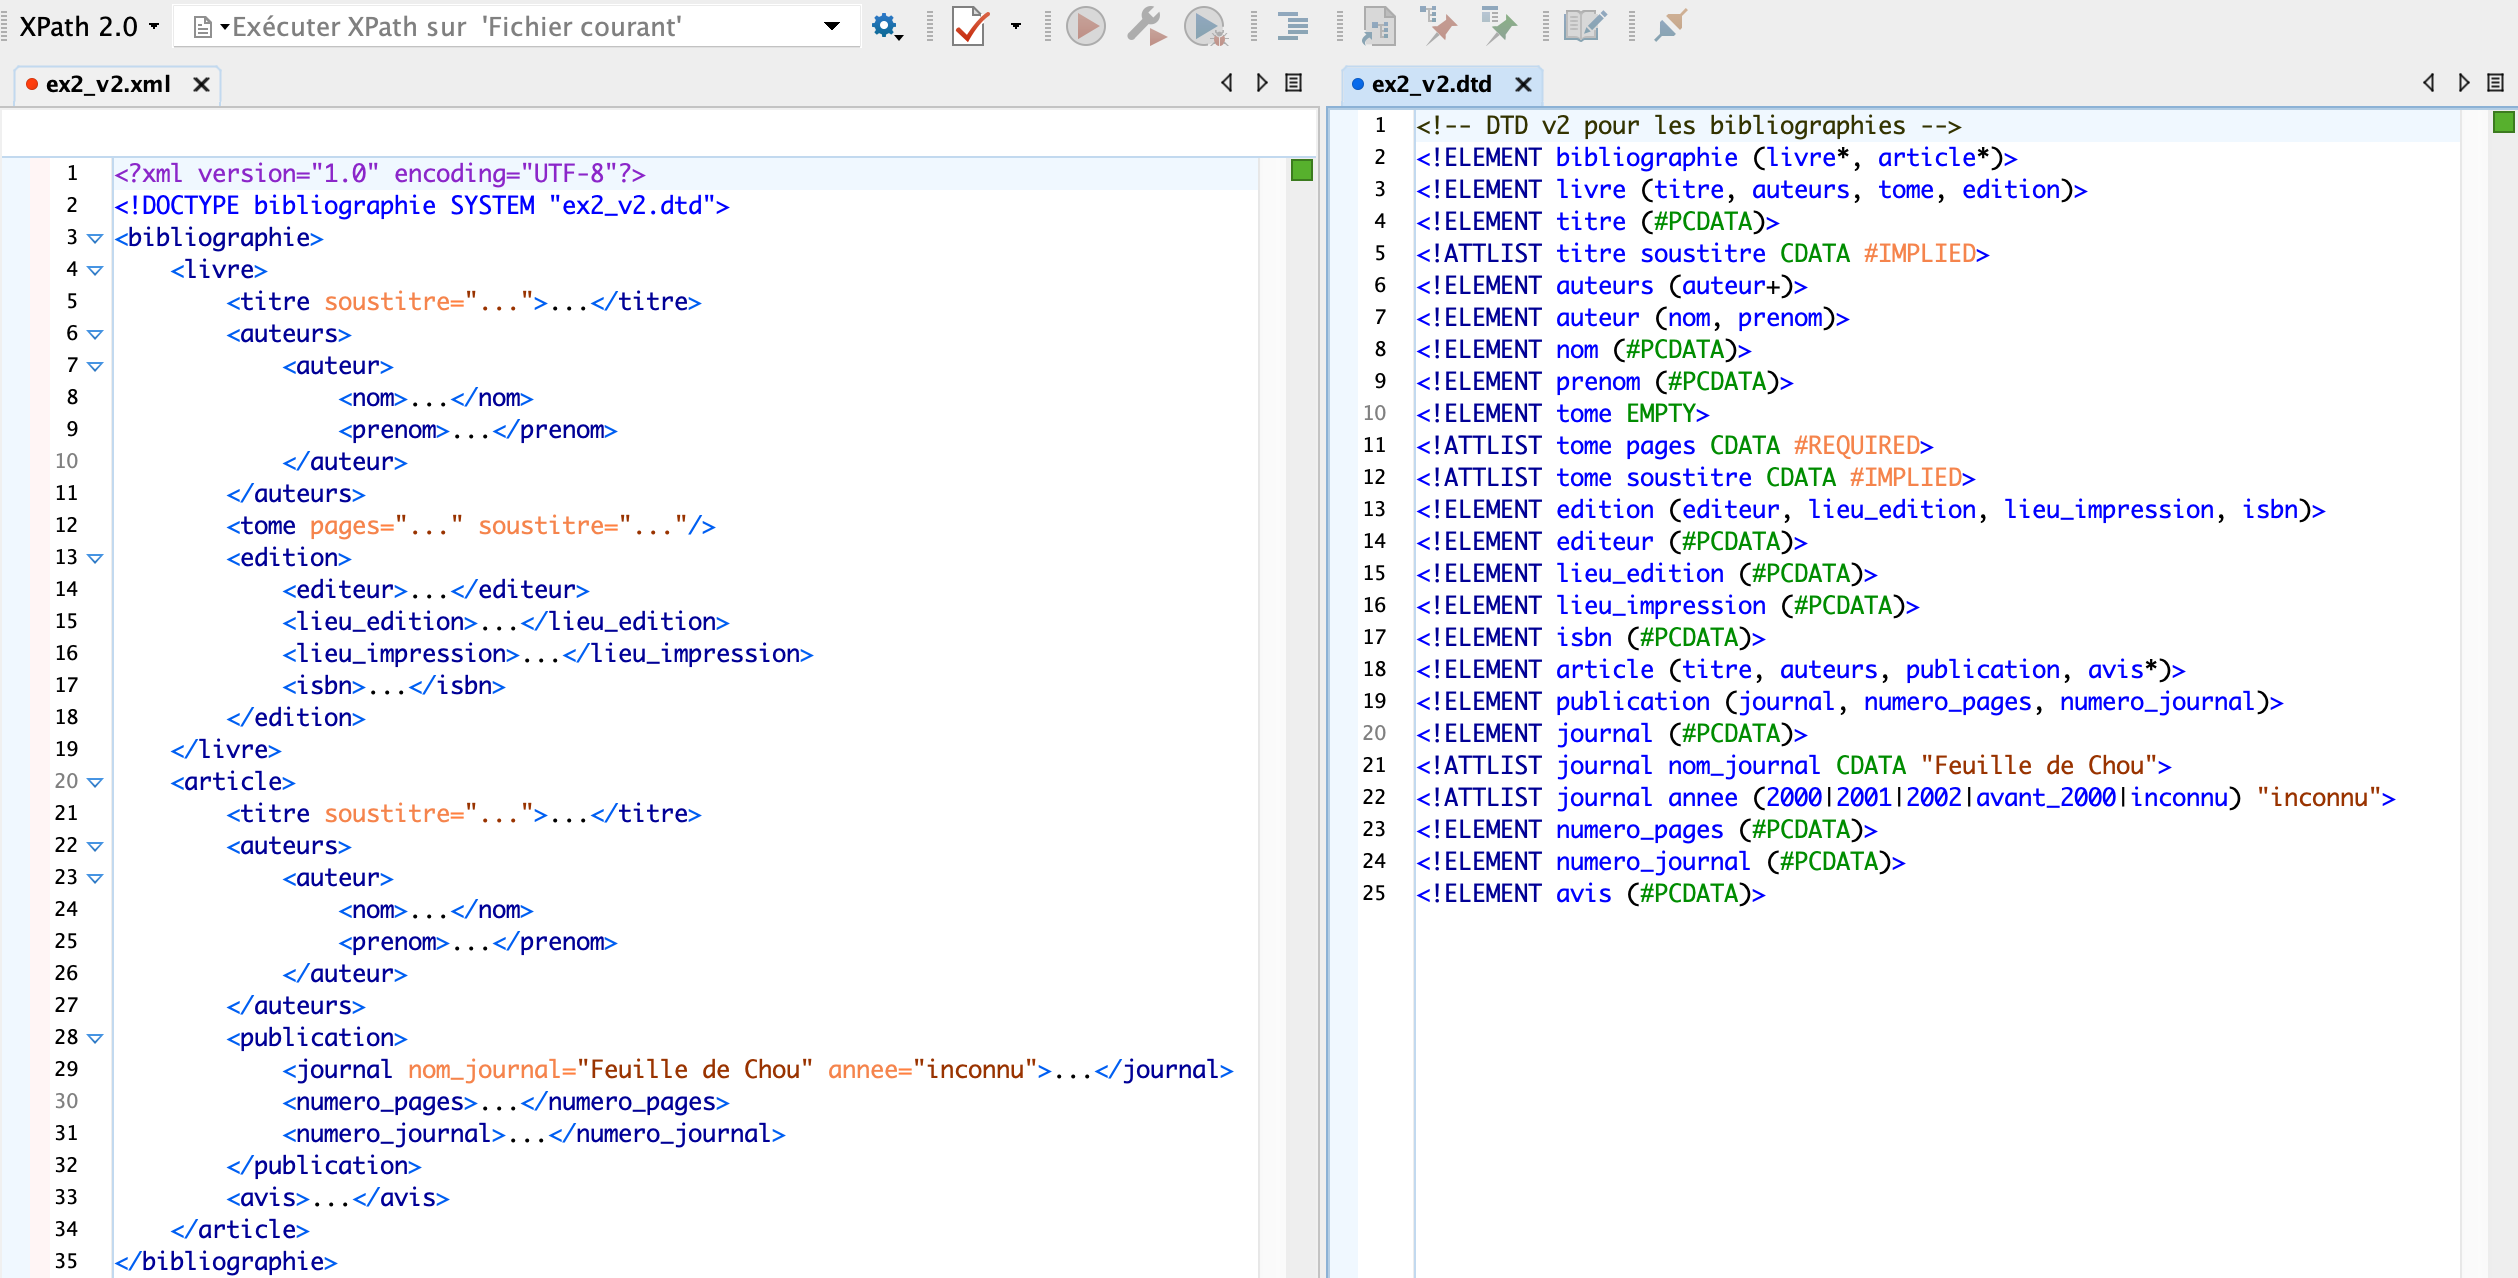 XPath 2.0 Exécuter XPath sur 'Fichier courant'
ex2_v2.xml
1 <?xml version="1.0" encoding="UTF-8"?>
2 <!DOCTYPE bibliographie SYSTEM "ex2_v2.dtd">
3 <bibliographie>
4 <livre>
5 <titre soustitre="...">...</titre>
6 <auteurs>
7 <auteur>
8 <nom>...</nom>
9 <prenom>...</prenom>
10 </auteur>
11 </auteurs>
12 <tome pages="..." soustitre="..."/>
13 <edition>
14 <editeur>...</editeur>
15 <lieu_edition>...</lieu_edition>
16 <lieu_impression>...</lieu_impression>
17 <isbn>...</isbn>
18 </edition>
19 </livre>
20 <article>
21 <titre soustitre="...">...</titre>
22 <auteurs>
23 <auteur>
24 <nom>...</nom>
25 <prenom>...</prenom>
26 </auteur>
27 </auteurs>
28 <publication>
29 <journal nom_journal="Feuille de Chou" annee="inconnu">...</journal>
30 <numero_pages>...</numero_pages>
31 <numero_journal>...</numero_journal>
32 </publication>
33 <avis>...</avis>
34 </article>
35 </bibliographie>
ex2_v2.dtd
1 <!-- DTD v2 pour les bibliographies -->
2 <!ELEMENT bibliographie (livre*, article*)>
3 <!ELEMENT livre (titre, auteurs, tome, edition)>
4 <!ELEMENT titre (#PCDATA)>
5 <!ATTLIST titre soustitre CDATA #IMPLIED>
6 <!ELEMENT auteurs (auteur+)>
7 <!ELEMENT auteur (nom, prenom)>
8 <!ELEMENT nom (#PCDATA)>
9 <!ELEMENT prenom (#PCDATA)>
10 <!ELEMENT tome EMPTY>
11 <!ATTLIST tome pages CDATA #REQUIRED>
12 <!ATTLIST tome soustitre CDATA #IMPLIED>
13 <!ELEMENT edition (editeur, lieu_edition, lieu_impression, isbn)>
14 <!ELEMENT editeur (#PCDATA)>
15 <!ELEMENT lieu_edition (#PCDATA)>
16 <!ELEMENT lieu_impression (#PCDATA)>
17 <!ELEMENT isbn (#PCDATA)>
18 <!ELEMENT article (titre, auteurs, publication, avis*)>
19 <!ELEMENT publication (journal, numero_pages, numero_journal)>
20 <!ELEMENT journal (#PCDATA)>
21 <!ATTLIST journal nom_journal CDATA "Feuille de Chou">
22 <!ATTLIST journal annee (2000|2001|2002|avant_2000|inconnu) "inconnu">
23 <!ELEMENT numero_pages (#PCDATA)>
24 <!ELEMENT numero_journal (#PCDATA)>
25 <!ELEMENT avis (#PCDATA)>